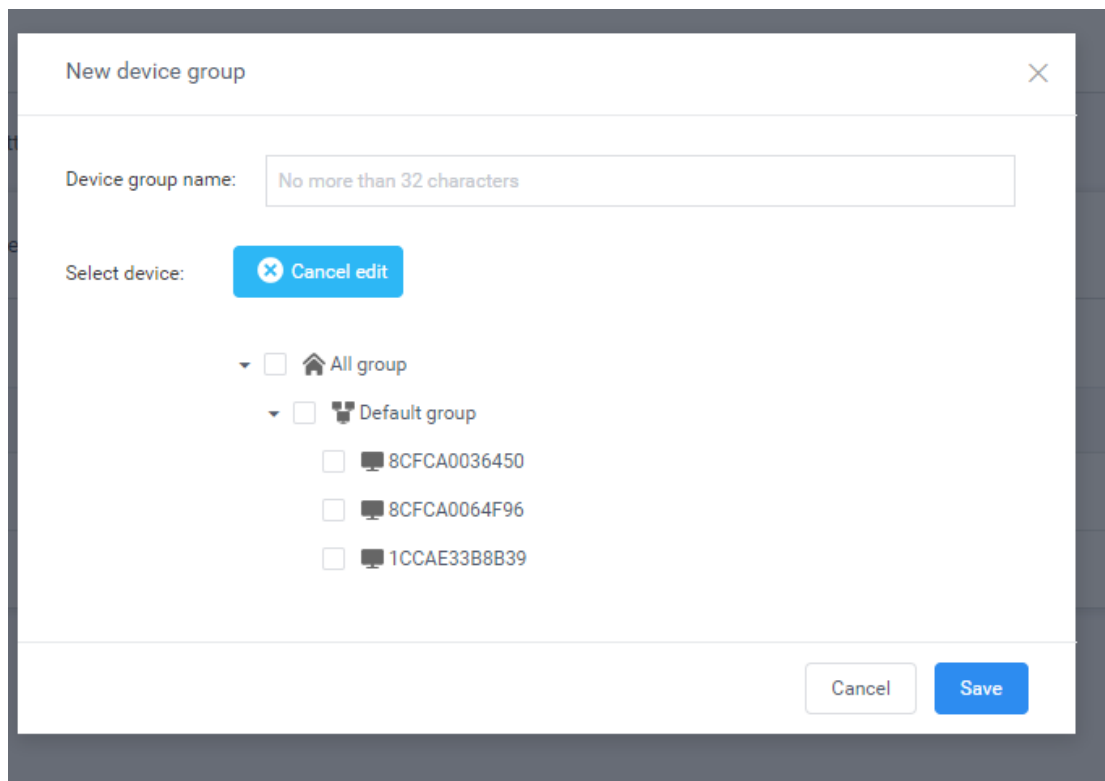 New device group
Device group name: No more than 32 characters
Select device: Cancel edit
All group
Default group
8CFCA0036450
8CFCA0064F96
1CCAE33B8B39
Cancel Save